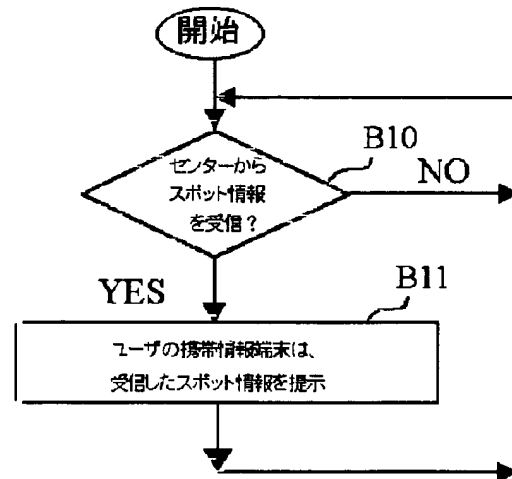 開始
B10
センターから
スポット情報
を受信？
NO
YES
B11
ユーザの携帯情報端末は、
受信したスポット情報を提示